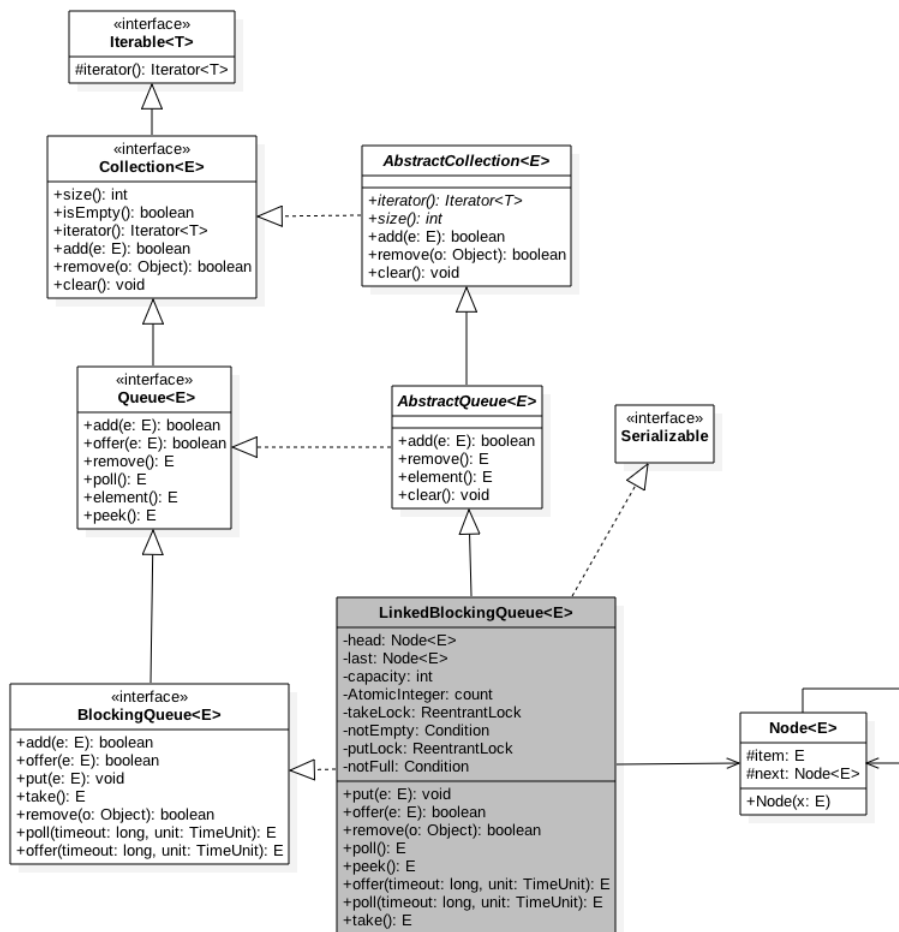 «interface»
Iterable<T>
#iterator(): Iterator<T>
«interface»
Collection<E>
+size(): int
+isEmpty(): boolean
+iterator(): Iterator<T>
+add(e: E): boolean
+remove(o: Object): boolean
+clear(): void
AbstractCollection<E>
+iterator(): Iterator<T>
+size(): int
+add(e: E): boolean
+remove(o: Object): boolean
+clear(): void
«interface»
Queue<E>
+add(e: E): boolean
+offer(e: E): boolean
+remove(): E
+poll(): E
+element(): E
+peek(): E
AbstractQueue<E>
+add(e: E): boolean
+remove(): E
+element(): E
+clear(): void
«interface»
Serializable
«interface»
BlockingQueue<E>
+add(e: E): boolean
+offer(e: E): boolean
+put(e: E): void
+take(): E
+remove(o: Object): boolean
+poll(timeout: long, unit: TimeUnit): E
+offer(timeout: long, unit: TimeUnit): E
LinkedBlockingQueue<E>
-head: Node<E>
-last: Node<E>
-capacity: int
-AtomicInteger: count
-takeLock: ReentrantLock
-notEmpty: Condition
-putLock: ReentrantLock
-notFull: Condition
+put(e: E): void
+offer(e: E): boolean
+remove(o: Object): boolean
+poll(): E
+peek(): E
+offer(timeout: long, unit: TimeUnit): E
+poll(timeout: long, unit: TimeUnit): E
+take(): E
Node<E>
#item: E
#next: Node<E>
+Node(x: E)